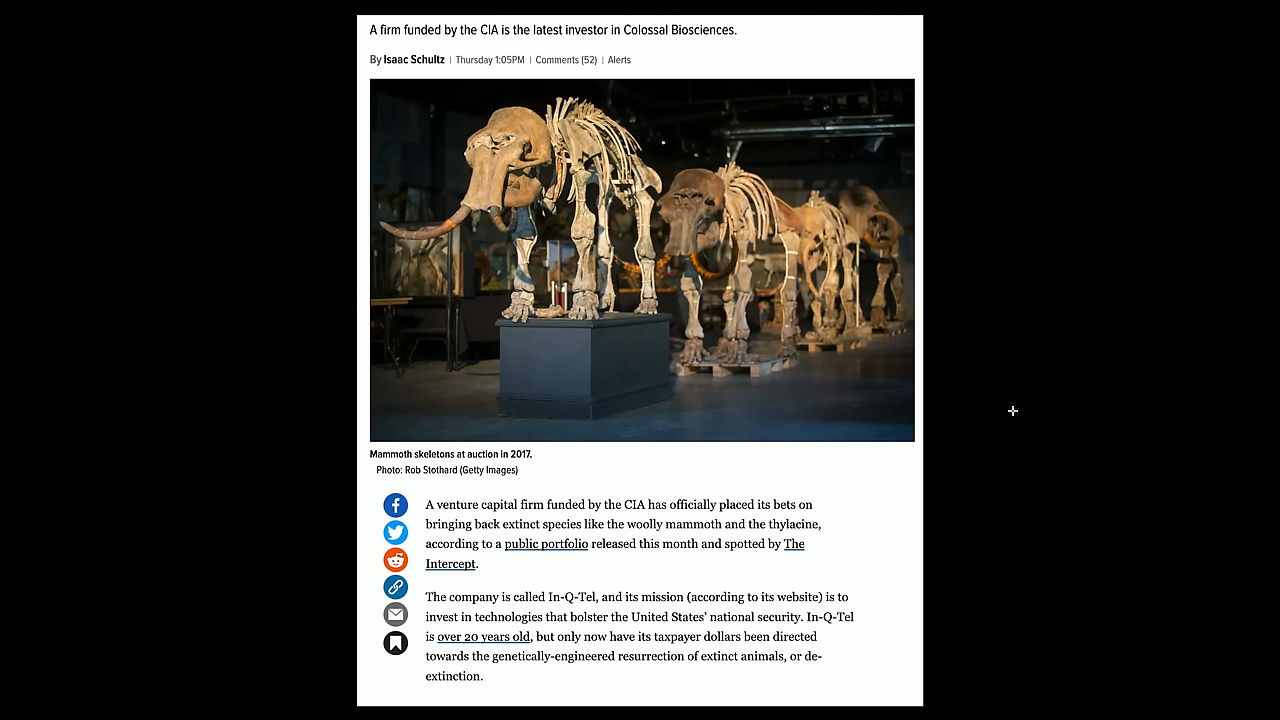 A firm funded by the CIA is the latest investor in Colossal Biosciences.
By Isaac Schultz | Thursday 1:05PM | Comments (52) | Alerts
Mammoth skeletons at auction in 2017.
Photo: Rob Stothard (Getty Images)
A venture capital firm funded by the CIA has officially placed its bets on
bringing back extinct species like the woolly mammoth and the thylacine,
according to a public portfolio released this month and spotted by The
Intercept.
The company is called In-Q-Tel, and its mission (according to its website) is to
invest in technologies that bolster the United States’ national security. In-Q-Tel
is over 20 years old, but only now have its taxpayer dollars been directed
towards the genetically-engineered resurrection of extinct animals, or de-
extinction.